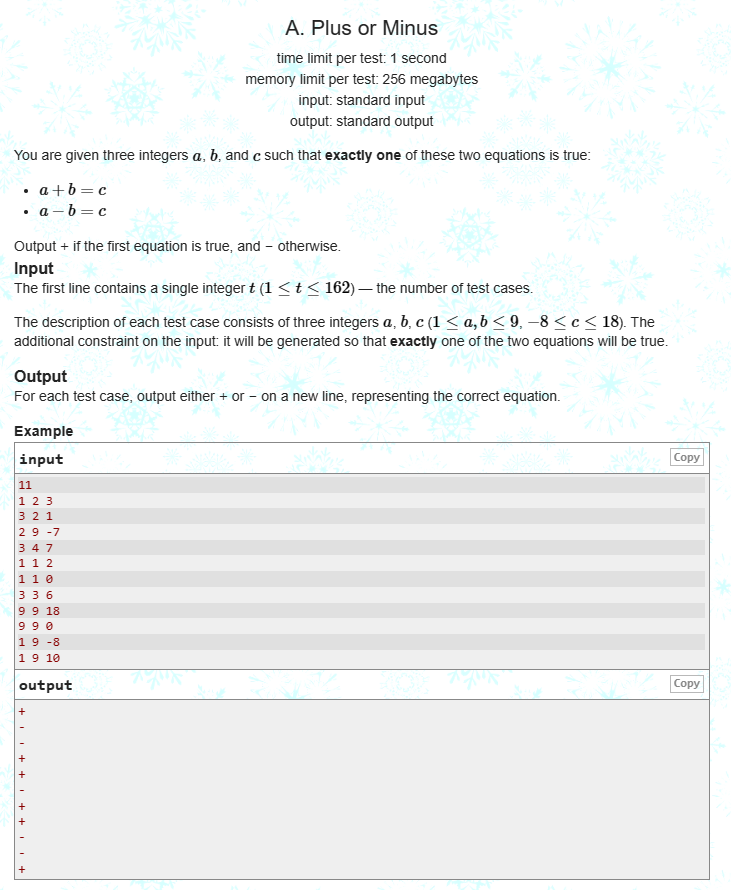 A. Plus or Minus
time limit per test: 1 second
memory limit per test: 256 megabytes
input: standard input
output: standard output
You are given three integers a, b, and c such that exactly one of these two equations is true:
• a + b = c
• a − b = c
Output + if the first equation is true, and − otherwise.
Input
The first line contains a single integer t (1 ≤ t ≤ 162) — the number of test cases.
The description of each test case consists of three integers a, b, c (1 ≤ a, b ≤ 9, −8 ≤ c ≤ 18). The
additional constraint on the input: it will be generated so that exactly one of the two equations will be true.
Output
For each test case, output either + or − on a new line, representing the correct equation.
Example
input Copy
11
1 2 3
3 2 1
2 9 -7
3 4 7
1 1 2
1 1 0
3 3 6
9 9 18
9 9 0
1 9 -8
1 9 10
output Copy
+
-
-
+
+
-
+
+
-
-
+